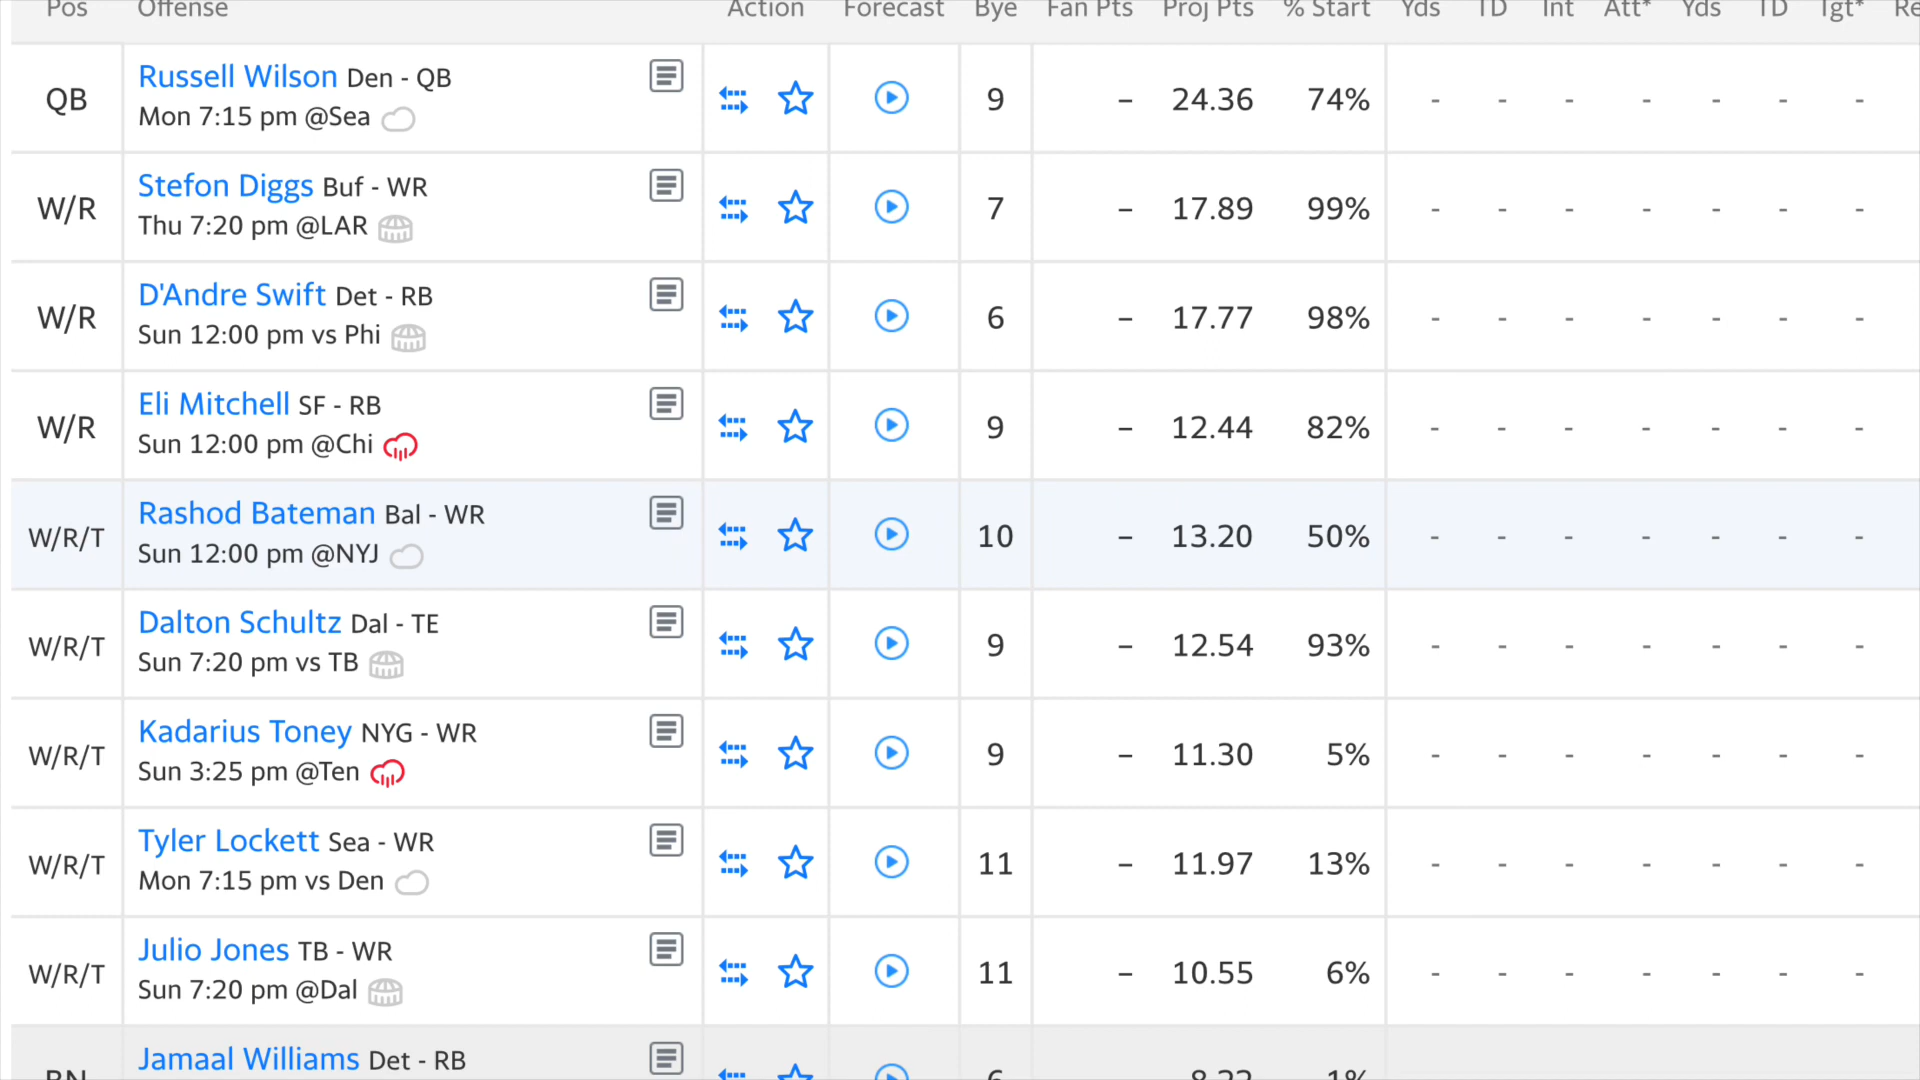 Pos Offense Action Forecast Bye Fan Pts Proj Pts % Start Yds TD Int Att* Yds TD Tgt*
QB Russell Wilson Den - QB 9 – 24.36 74% - - - - - - -
Mon 7:15 pm @Sea
W/R Stefon Diggs Buf - WR 7 – 17.89 99% - - - - - - -
Thu 7:20 pm @LAR
W/R D'Andre Swift Det - RB 6 – 17.77 98% - - - - - - -
Sun 12:00 pm vs Phi
W/R Eli Mitchell SF - RB 9 – 12.44 82% - - - - - - -
Sun 12:00 pm @Chi
W/R/T Rashod Bateman Bal - WR 10 – 13.20 50% - - - - - - -
Sun 12:00 pm @NYJ
W/R/T Dalton Schultz Dal - TE 9 – 12.54 93% - - - - - - -
Sun 7:20 pm vs TB
W/R/T Kadarius Toney NYG - WR 9 – 11.30 5% - - - - - - -
Sun 3:25 pm @Ten
W/R/T Tyler Lockett Sea - WR 11 – 11.97 13% - - - - - - -
Mon 7:15 pm vs Den
W/R/T Julio Jones TB - WR 11 – 10.55 6% - - - - - - -
Sun 7:20 pm @Dal
BN Jamaal Williams Det - RB 6 1%